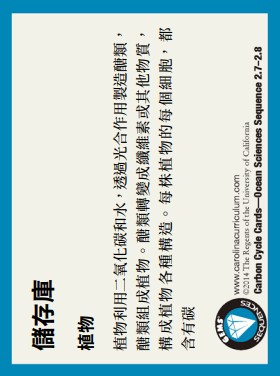 儲存庫
植物
植物利用二氧化碳和水，透過光合作用製造醣類，
醣類組成植物。醣類轉變成纖維素或其他物質，
構成植物各種構造。每株植物的每個細胞，都
含有碳
www.carolinacurriculum.com
©2014 The Regents of the University of California
Carbon Cycle Cards—Ocean Sciences Sequence 2.7–2.8
GEMS
SEQUENCES